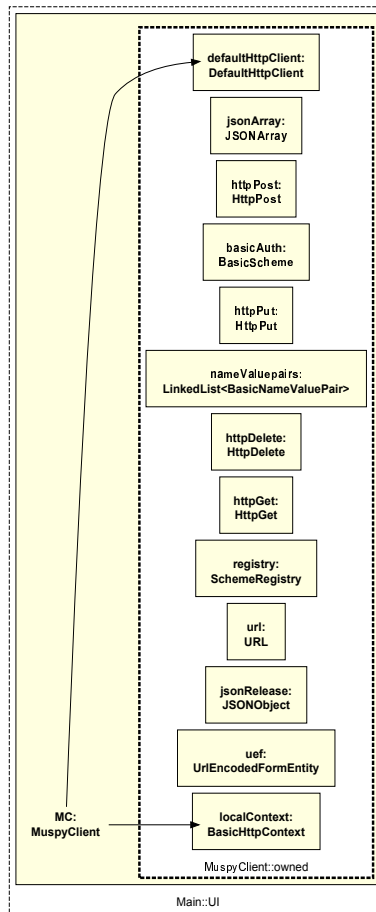 defaultHttpClient:
DefaultHttpClient
jsonArray:
JSONArray
httpPost:
HttpPost
basicAuth:
BasicScheme
httpPut:
HttpPut
nameValuepairs:
LinkedList<BasicNameValuePair>
httpDelete:
HttpDelete
httpGet:
HttpGet
registry:
SchemeRegistry
url:
URL
jsonRelease:
JSONObject
uef:
UrlEncodedFormEntity
MC:
MuspyClient
localContext:
BasicHttpContext
MuspyClient::owned
Main::UI